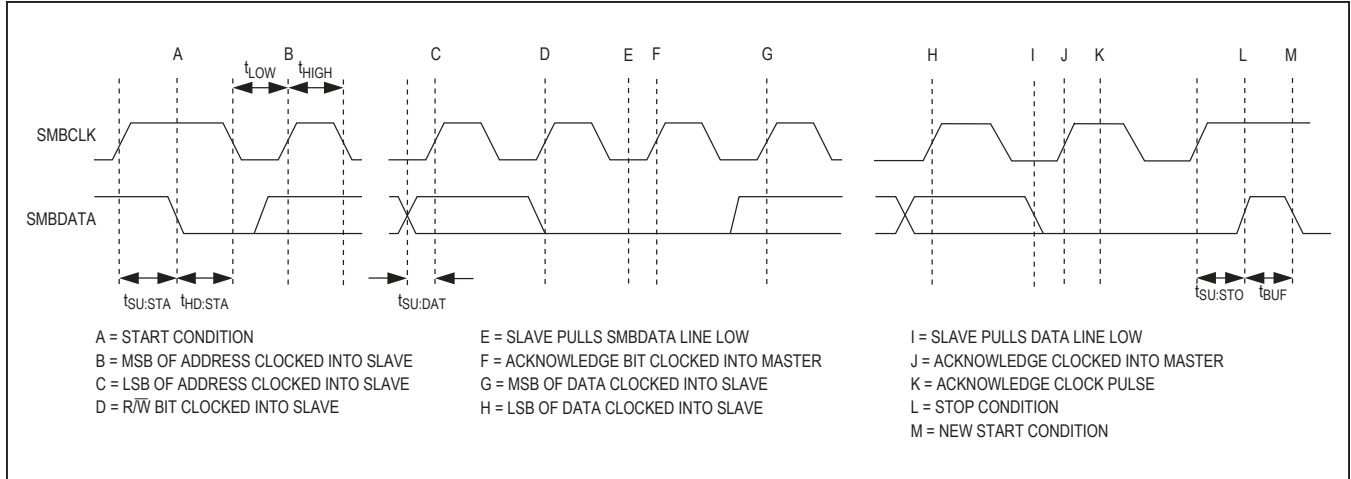 A B C D E F G H I J K L M
tLOW tHIGH
SMBCLK
SMBDATA
tSU:STA tHD:STA tSU:DAT tSU:STO tBUF
A = START CONDITION
B = MSB OF ADDRESS CLOCKED INTO SLAVE
C = LSB OF ADDRESS CLOCKED INTO SLAVE
D = R/W̅ BIT CLOCKED INTO SLAVE
E = SLAVE PULLS SMBDATA LINE LOW
F = ACKNOWLEDGE BIT CLOCKED INTO MASTER
G = MSB OF DATA CLOCKED INTO SLAVE
H = LSB OF DATA CLOCKED INTO SLAVE
I = SLAVE PULLS DATA LINE LOW
J = ACKNOWLEDGE CLOCKED INTO MASTER
K = ACKNOWLEDGE CLOCK PULSE
L = STOP CONDITION
M = NEW START CONDITION